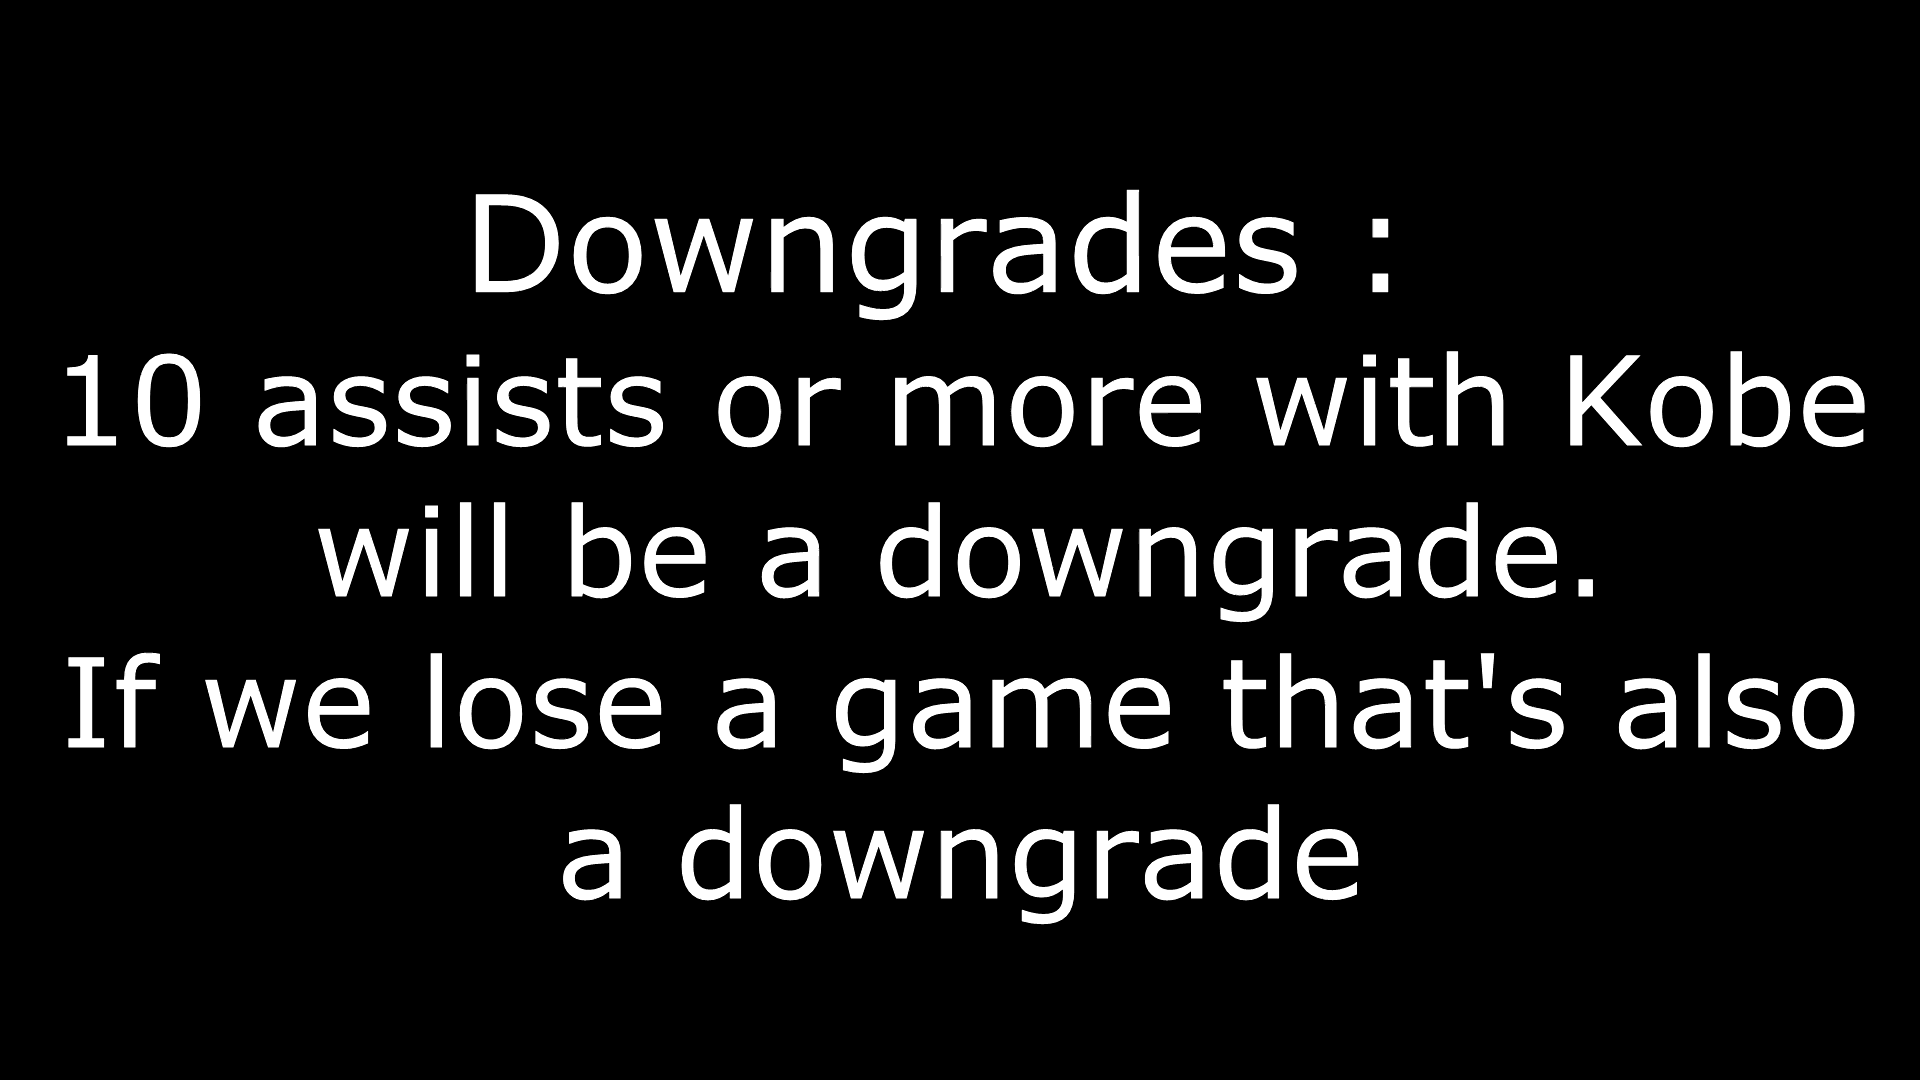 Downgrades :
10 assists or more with Kobe
will be a downgrade.
If we lose a game that's also
a downgrade